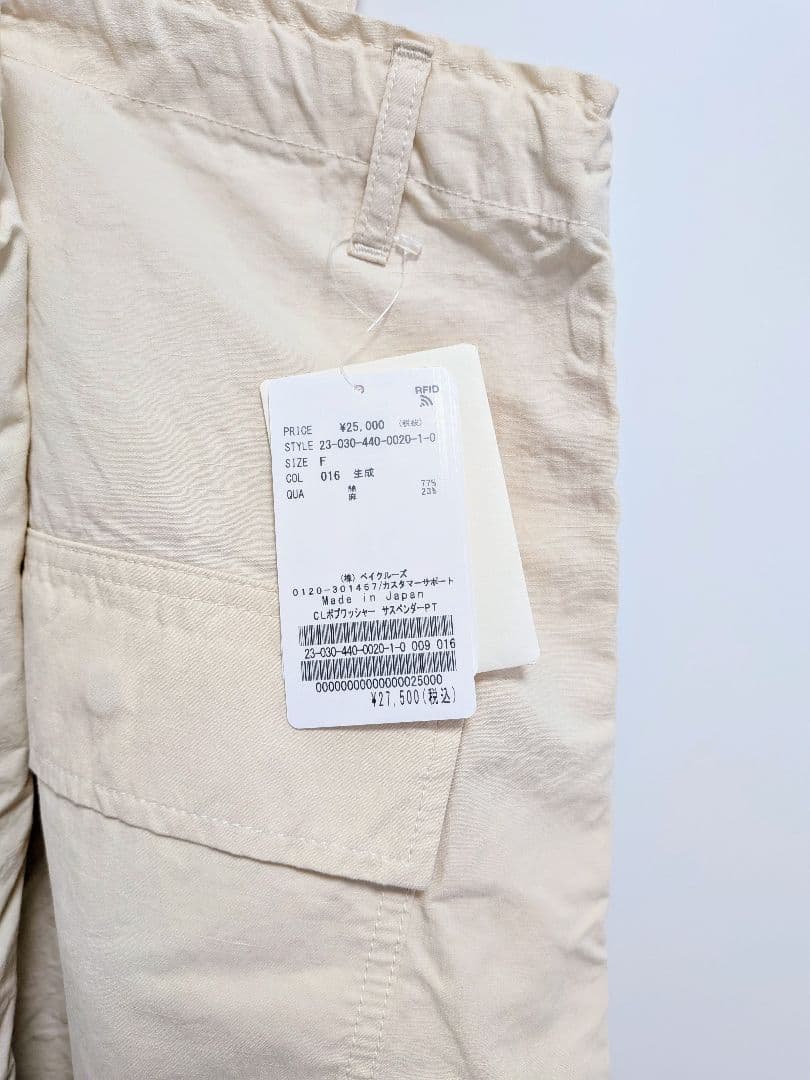 RFID
PRICE ¥25,000 (税抜)
STYLE 23-030-440-0020-1-0
SIZE F
COL 016 生成
QUA 綿 77%
麻 23%
(株) ベイクルーズ
0120-301457/カスタマーサポート
Made in Japan
CLポプワッシャー サスペンダーPT
23-030-440-0020-1-0 009 016
0000000000000000025000
¥27,500(税込)